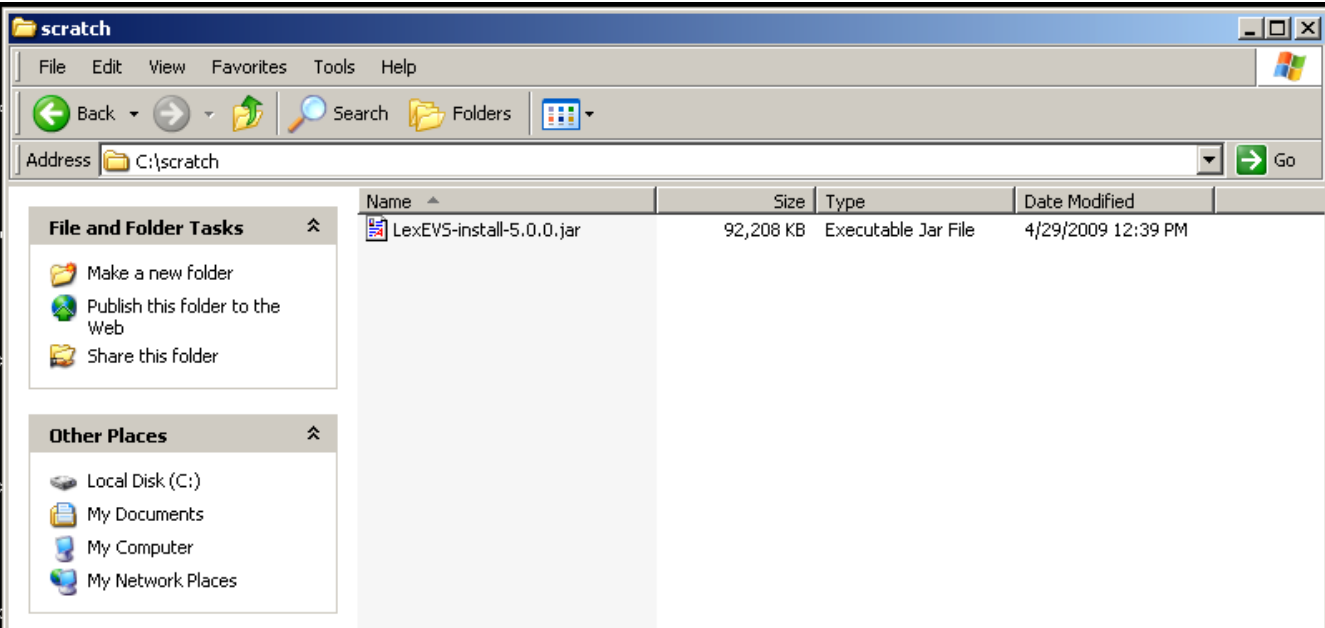 scratch
File Edit View Favorites Tools Help
Back Search Folders
Address C:\scratch Go
Name Size Type Date Modified
LexEVS-install-5.0.0.jar 92,208 KB Executable Jar File 4/29/2009 12:39 PM
File and Folder Tasks
Make a new folder
Publish this folder to the
Web
Share this folder
Other Places
Local Disk (C:)
My Documents
My Computer
My Network Places